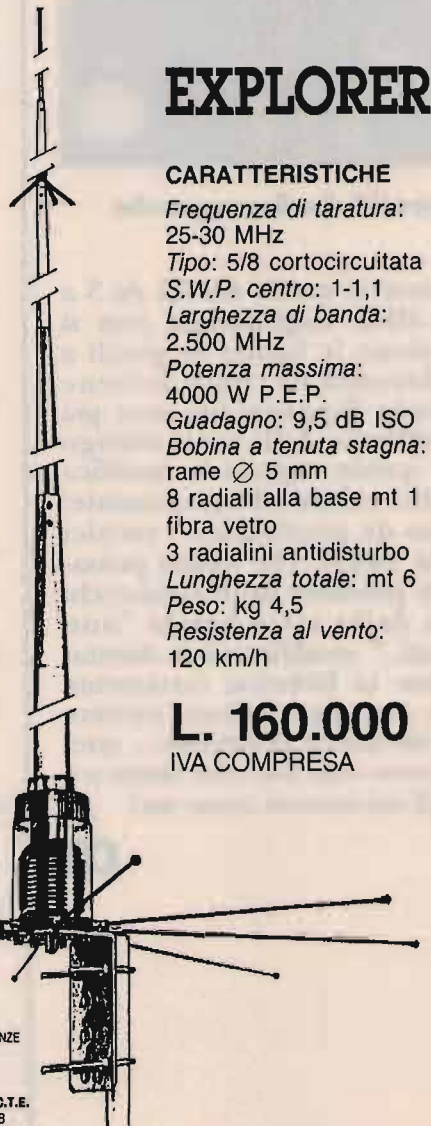 EXPLORER
CARATTERISTICHE
Frequenza di taratura:
25-30 MHz
Tipo: 5/8 cortocircuitata
S.W.P. centro: 1-1,1
Larghezza di banda:
2.500 MHz
Potenza massima:
4000 W P.E.P.
Guadagno: 9,5 dB ISO
Bobina a tenuta stagna:
rame ∅ 5 mm
8 radiali alla base mt 1
fibra vetro
3 radialini antidisturbo
Lunghezza totale: mt 6
Peso: kg 4,5
Resistenza al vento:
120 km/h
L. 160.000
IVA COMPRESA
NZE
C.T.E.